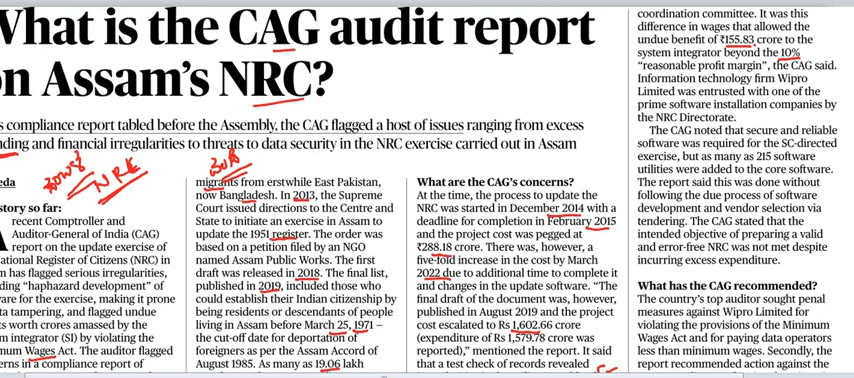 What is the CAG audit report
on Assam's NRC?
s compliance report tabled before the Assembly, the CAG flagged a host of issues ranging from excess
nding and financial irregularities to threats to data security in the NRC exercise carried out in Assam
NRC
eda
story so far:
A recent Comptroller and
Auditor-General of India (CAG)
report on the update exercise of
ational Register of Citizens (NRC) in
m has flagged serious irregularities,
ding "haphazard development" of
are for the exercise, making it prone
ta tampering, and flagged undue
ts worth crores amassed by the
m integrator (SI) by violating the
mum Wages Act. The auditor flagged
erns in a compliance report of
migrants from erstwhile East Pakistan,
now Bangladesh. In 2013, the Supreme
Court issued directions to the Centre and
State to initiate an exercise in Assam to
update the 1951 register. The order was
based on a petition filed by an NGO
named Assam Public Works. The first
draft was released in 2018. The final list,
published in 2019, included those who
could establish their Indian citizenship by
being residents or descendants of people
living in Assam before March 25, 1971 –
the cut-off date for deportation of
foreigners as per the Assam Accord of
August 1985. As many as 19.06 lakh
What are the CAG's concerns?
At the time, the process to update the
NRC was started in December 2014 with a
deadline for completion in February 2015
and the project cost was pegged at
₹288.18 crore. There was, however, a
five-fold increase in the cost by March
2022 due to additional time to complete it
and changes in the update software. "The
final draft of the document was, however,
published in August 2019 and the project
cost escalated to Rs 1,602.66 crore
(expenditure of Rs 1,579.78 crore was
reported)," mentioned the report. It said
that a test check of records revealed
coordination committee. It was this
difference in wages that allowed the
undue benefit of ₹155.83 crore to the
system integrator beyond the 10%
"reasonable profit margin", the CAG said.
Information technology firm Wipro
Limited was entrusted with one of the
prime software installation companies by
the NRC Directorate.
The CAG noted that secure and reliable
software was required for the SC-directed
exercise, but as many as 215 software
utilities were added to the core software.
The report said this was done without
following the due process of software
development and vendor selection via
tendering. The CAG stated that the
intended objective of preparing a valid
and error-free NRC was not met despite
incurring excess expenditure.
What has the CAG recommended?
The country's top auditor sought penal
measures against Wipro Limited for
violating the provisions of the Minimum
Wages Act and for paying data operators
less than minimum wages. Secondly, the
report recommended action against the